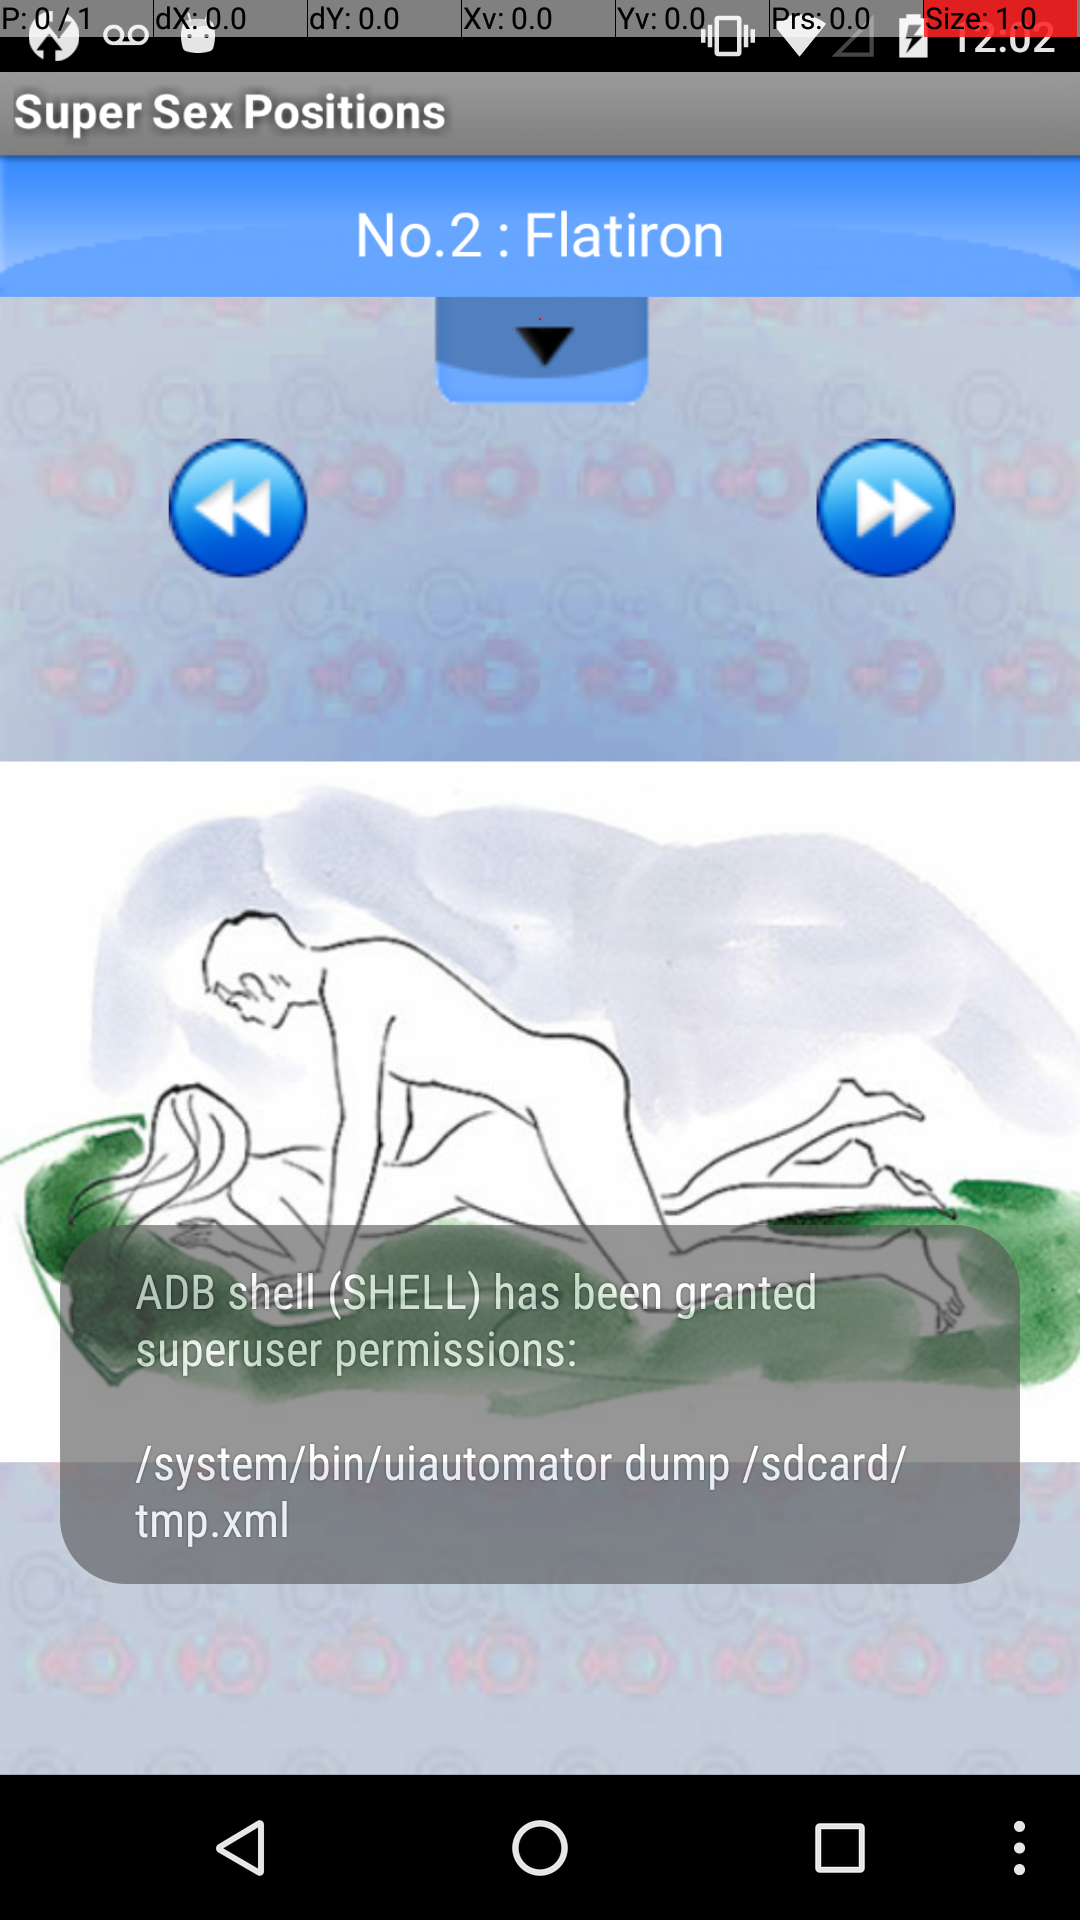 P: 0 / 1 dX: 0.0 dY: 0.0 Xv: 0.0 Yv: 0.0 Prs: 0.0 Size: 1.0
12:02
Super Sex Positions
No.2 : Flatiron
ADB shell (SHELL) has been granted
superuser permissions:
/system/bin/uiautomator dump /sdcard/
tmp.xml